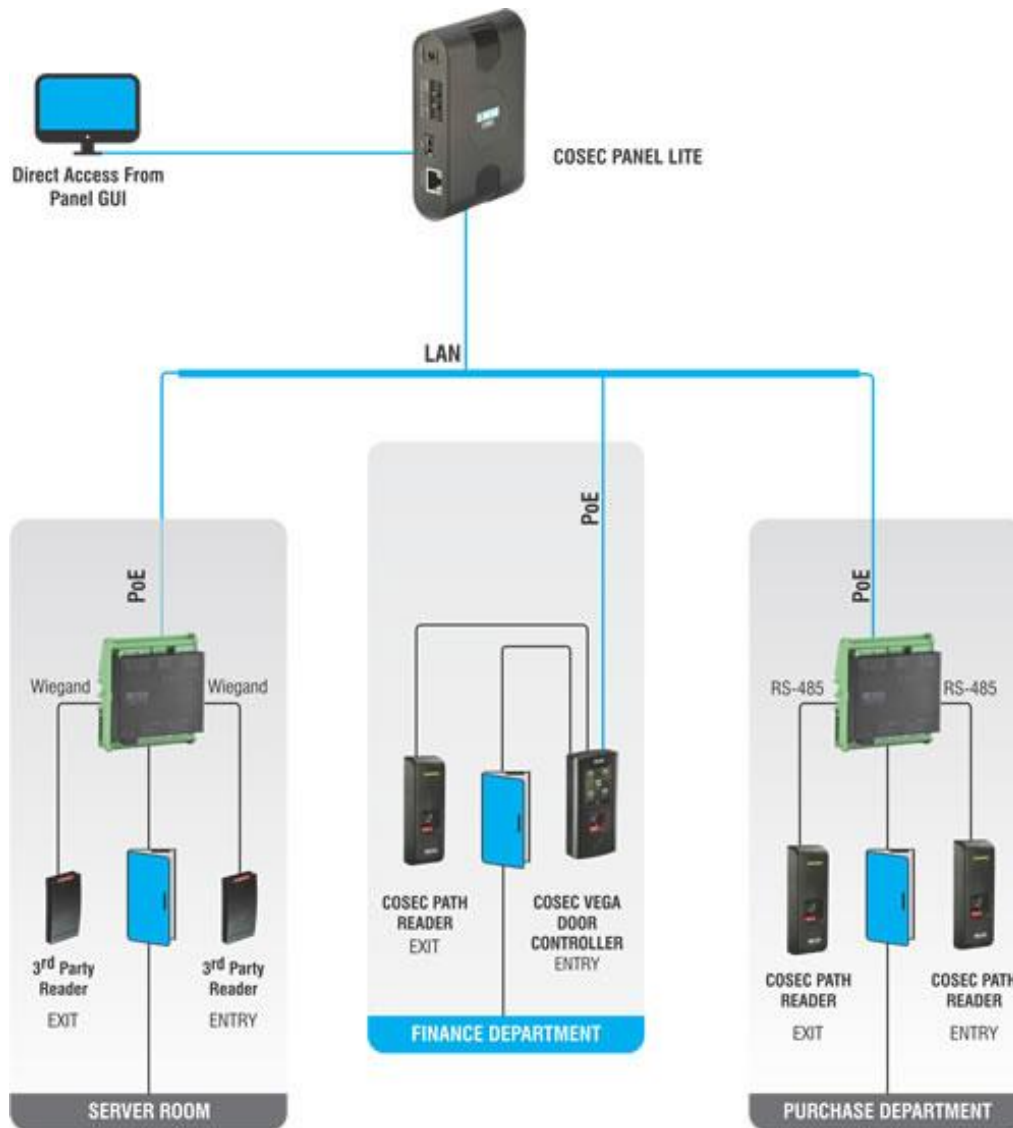 Direct Access From
Panel GUI
COSEC PANEL LITE
LAN
PoE
Wiegand
Wiegand
3rd Party
Reader
EXIT
3rd Party
Reader
ENTRY
SERVER ROOM
PoE
COSEC PATH
READER
EXIT
COSEC VEGA
DOOR
CONTROLLER
ENTRY
FINANCE DEPARTMENT
PoE
RS-485
RS-485
COSEC PATH
READER
EXIT
COSEC PATH
READER
ENTRY
PURCHASE DEPARTMENT